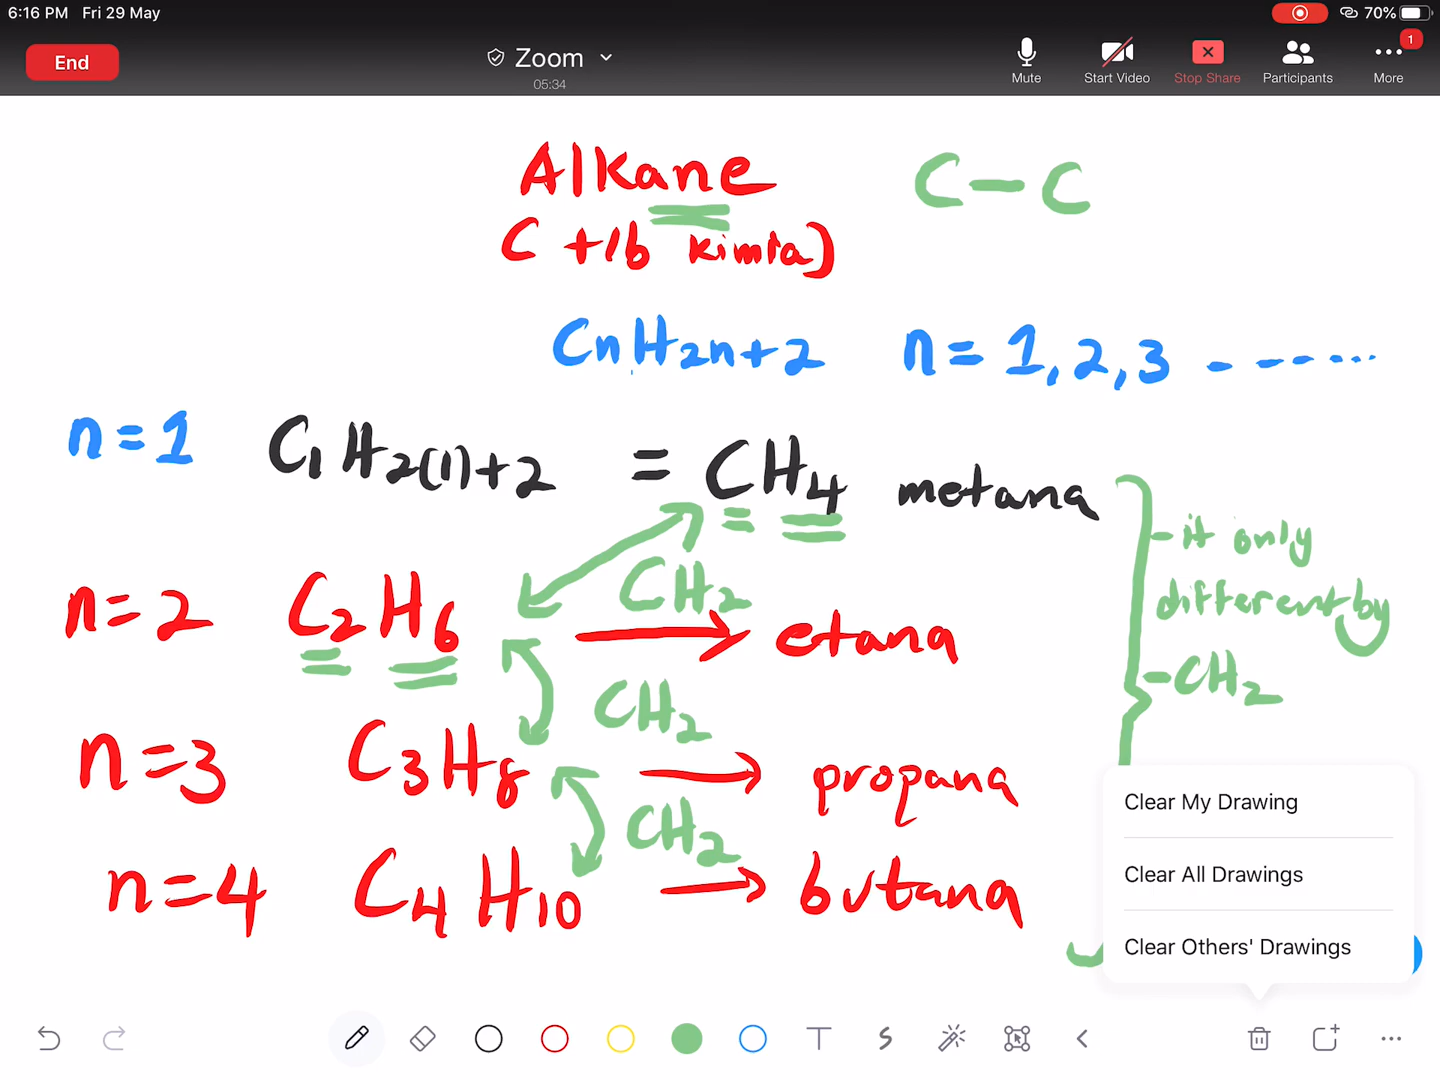 6:16 PM Fri 29 May
70%
End
Zoom
05:34
Mute
Start Video
Stop Share
Participants
More
1
Alkane
C - C
C +/b kimia)
CnH2n+2 n = 1, 2, 3 - - - - - ...
n = 1 C1H2(1)+2 = CH4 metana
- it only
different by
- CH2
CH2
n = 2 C2H6 → etana
CH2
n = 3 C3H8 → propana
CH2
n = 4 C4H10 → butana
Clear My Drawing
Clear All Drawings
Clear Others' Drawings
T